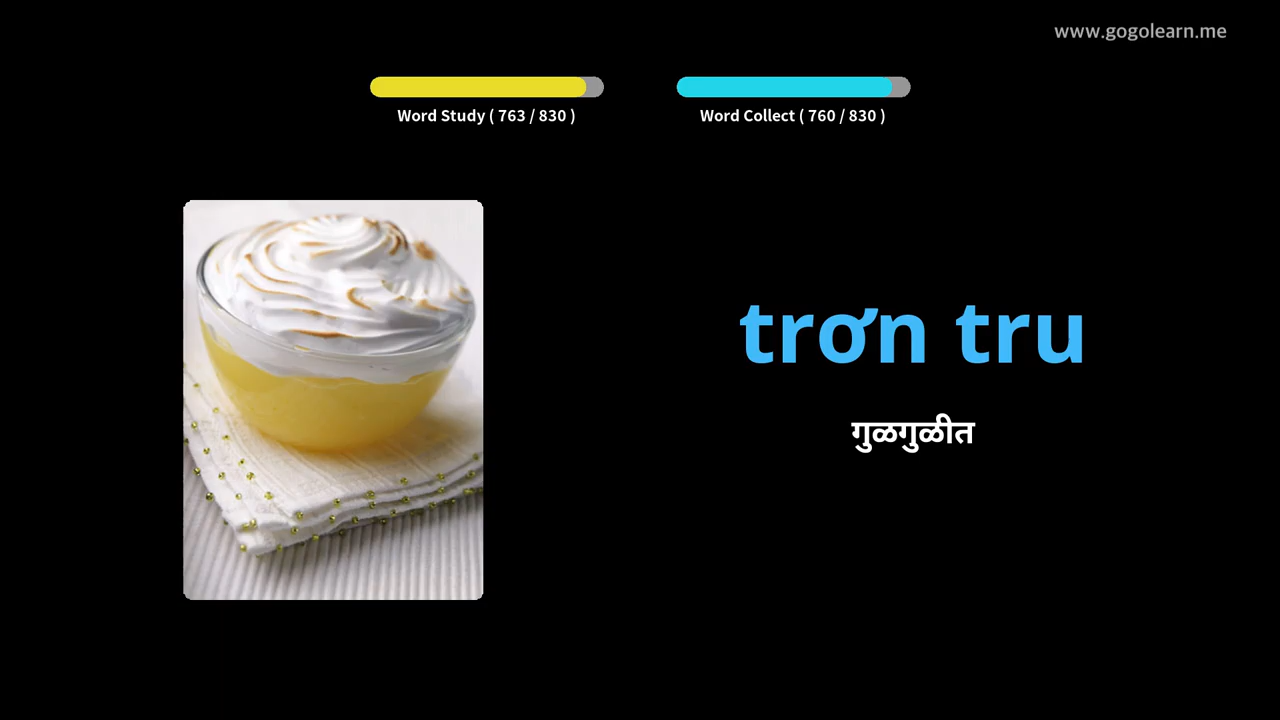 www.gogolearn.me
Word Study ( 763 / 830 )
Word Collect ( 760 / 830 )
trơn tru
गुळगुळीत